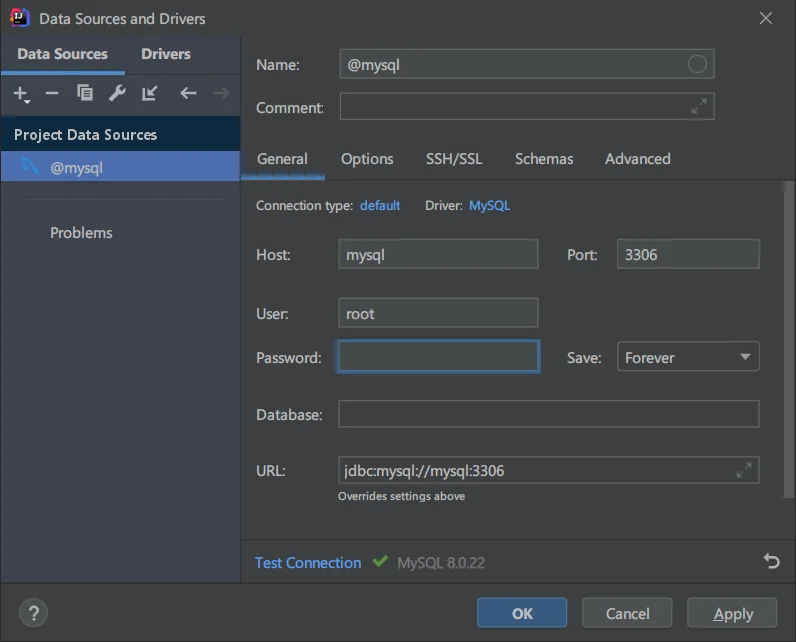 Data Sources and Drivers
Data Sources Drivers
Project Data Sources
@mysql
Problems
Name: @mysql
Comment:
General Options SSH/SSL Schemas Advanced
Connection type: default Driver: MySQL
Host: mysql Port: 3306
User: root
Password: Save: Forever
Database:
URL: jdbc:mysql://mysql:3306
Overrides settings above
Test Connection MySQL 8.0.22
? OK Cancel Apply